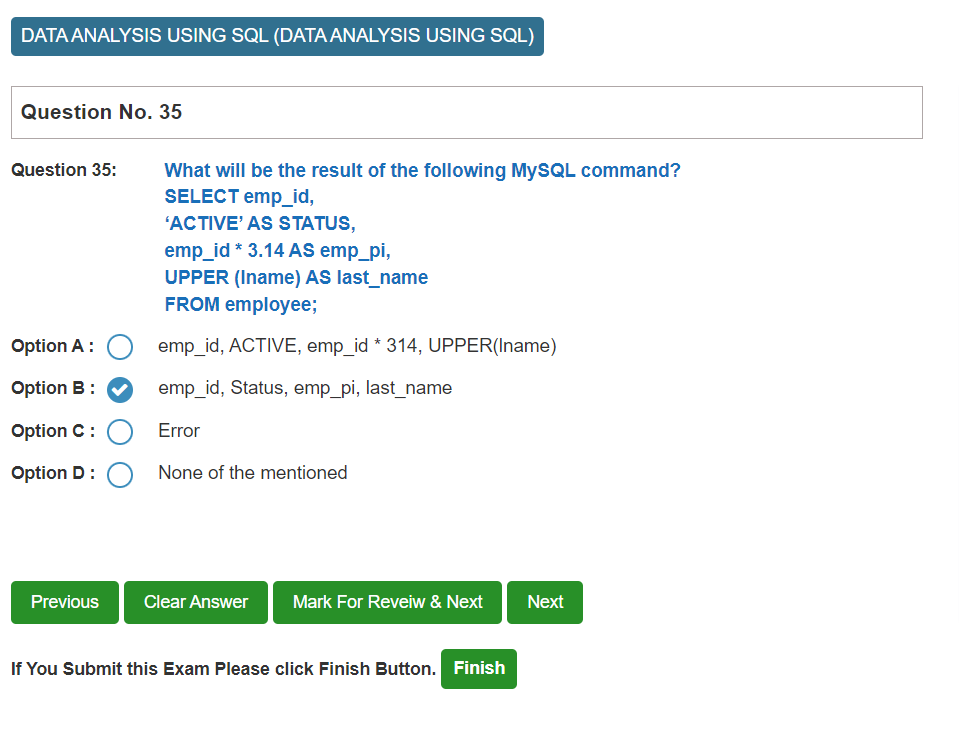 DATA ANALYSIS USING SQL (DATA ANALYSIS USING SQL)
Question No. 35
Question 35: What will be the result of the following MySQL command?
SELECT emp_id,
‘ACTIVE’ AS STATUS,
emp_id * 3.14 AS emp_pi,
UPPER (lname) AS last_name
FROM employee;
Option A : emp_id, ACTIVE, emp_id * 314, UPPER(lname)
Option B : emp_id, Status, emp_pi, last_name
Option C : Error
Option D : None of the mentioned
Previous Clear Answer Mark For Reveiw & Next Next
If You Submit this Exam Please click Finish Button. Finish